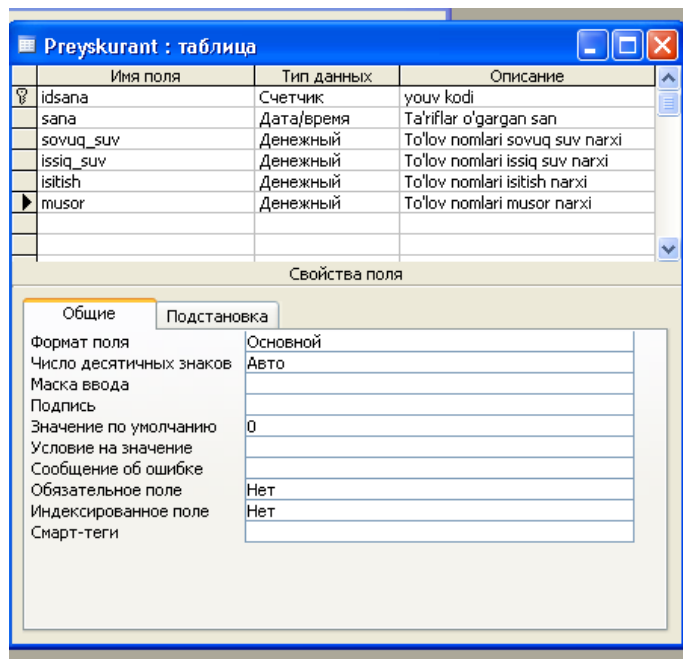 Preyskurant : таблица
Имя поля Тип данных Описание
idsana Счетчик youv kodi
sana Дата/время Ta'riflar o'gargan san
sovuq_suv Денежный To'lov nomlari sovuq suv narxi
issiq_suv Денежный To'lov nomlari issiq suv narxi
isitish Денежный To'lov nomlari isitish narxi
musor Денежный To'lov nomlari musor narxi
Свойства поля
Общие Подстановка
Формат поля Основной
Число десятичных знаков Авто
Маска ввода
Подпись
Значение по умолчанию 0
Условие на значение
Сообщение об ошибке
Обязательное поле Нет
Индексированное поле Нет
Смарт-теги